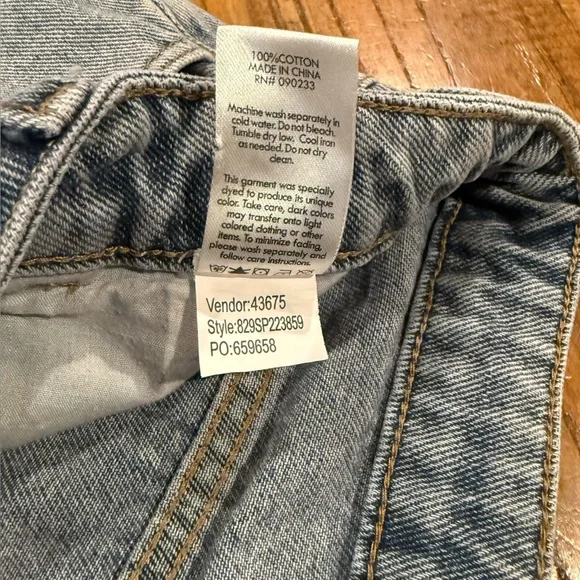 100%COTTON
MADE IN CHINA
RN# 090233
Machine wash separately in
cold water. Do not bleach.
Tumble dry low. Cool iron
as needed. Do not dry
clean.
This garment was specially
dyed to produce its unique
color. Take care, dark colors
may transfer onto light
colored clothing or other
items. To minimize fading,
please wash separately and
follow care instructions.
Vendor:43675
Style:829SP223859
PO:659658